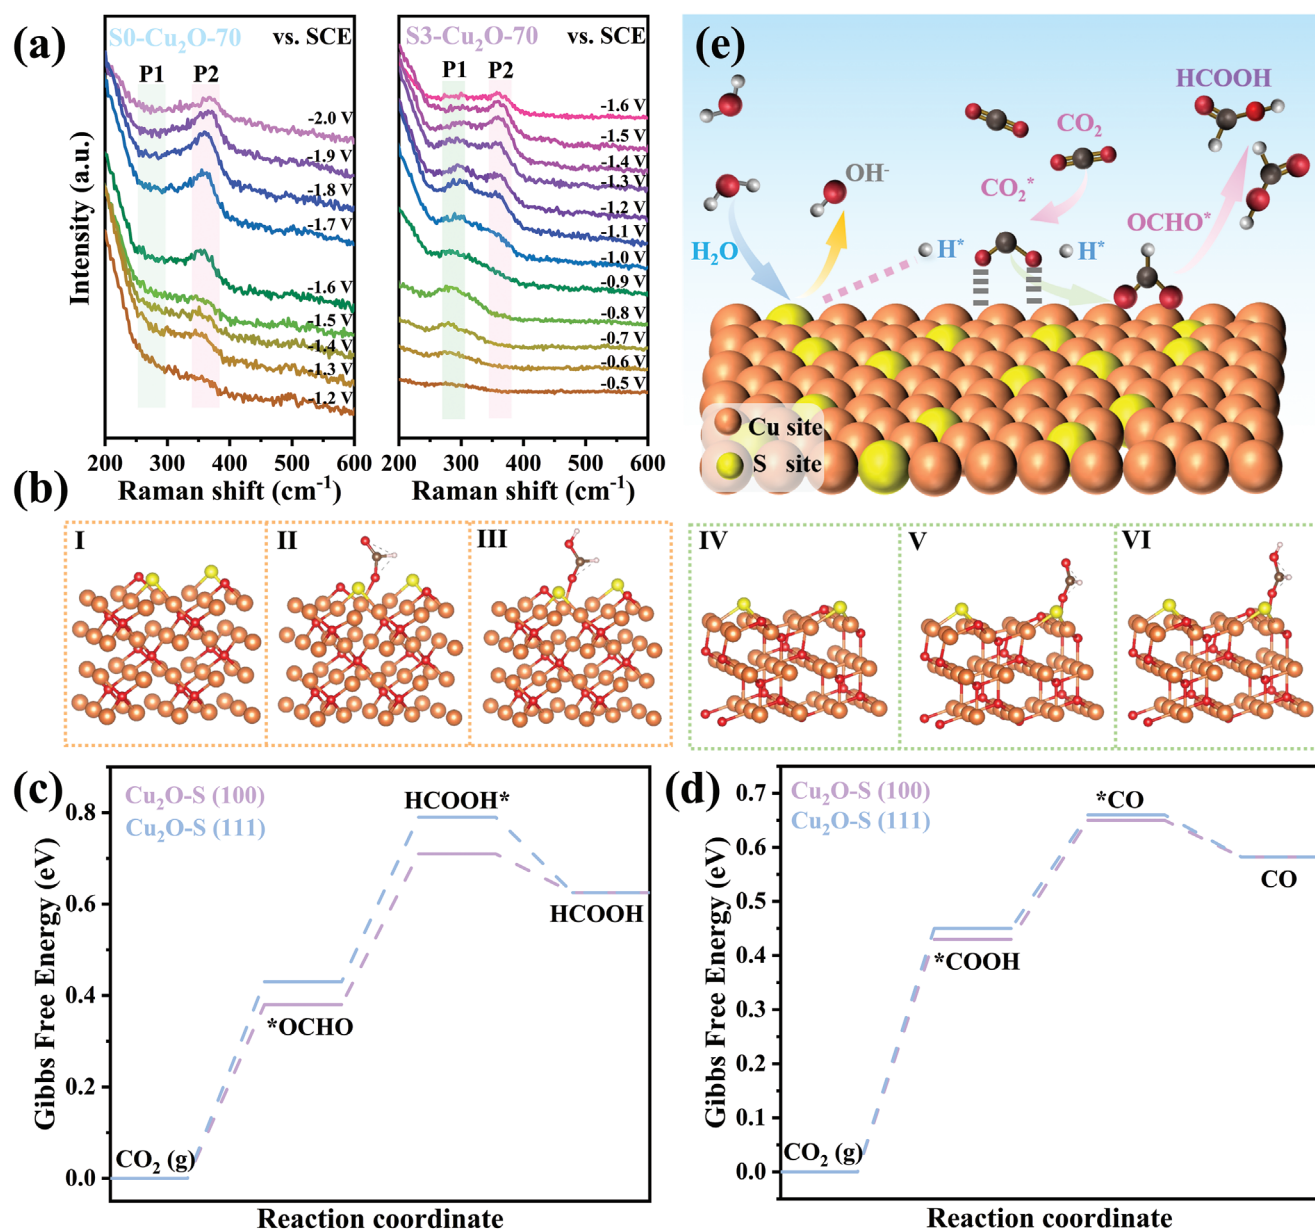 (a)
S0-Cu₂O-70 vs. SCE
P1 P2
-2.0 V
-1.9 V
-1.8 V
-1.7 V
-1.6 V
-1.5 V
-1.4 V
-1.3 V
-1.2 V
200 300 400 500 600
Raman shift (cm⁻¹)
Intensity (a.u.)
S3-Cu₂O-70 vs. SCE
P1 P2
-1.6 V
-1.5 V
-1.4 V
-1.3 V
-1.2 V
-1.1 V
-1.0 V
-0.9 V
-0.8 V
-0.7 V
-0.6 V
-0.5 V
200 300 400 500 600
Raman shift (cm⁻¹)
(e)
HCOOH
CO₂
OH⁻
CO₂*
OCHO*
H₂O
H*
H*
Cu site
S site
(b)
I
II
III
IV
V
VI
(c)
Cu₂O-S (100)
Cu₂O-S (111)
HCOOH*
HCOOH
*OCHO
CO₂ (g)
0.8
0.6
0.4
0.2
0.0
Gibbs Free Energy (eV)
Reaction coordinate
(d)
Cu₂O-S (100)
Cu₂O-S (111)
*CO
CO
*COOH
CO₂ (g)
0.7
0.6
0.5
0.4
0.3
0.2
0.1
0.0
Gibbs Free Energy (eV)
Reaction coordinate